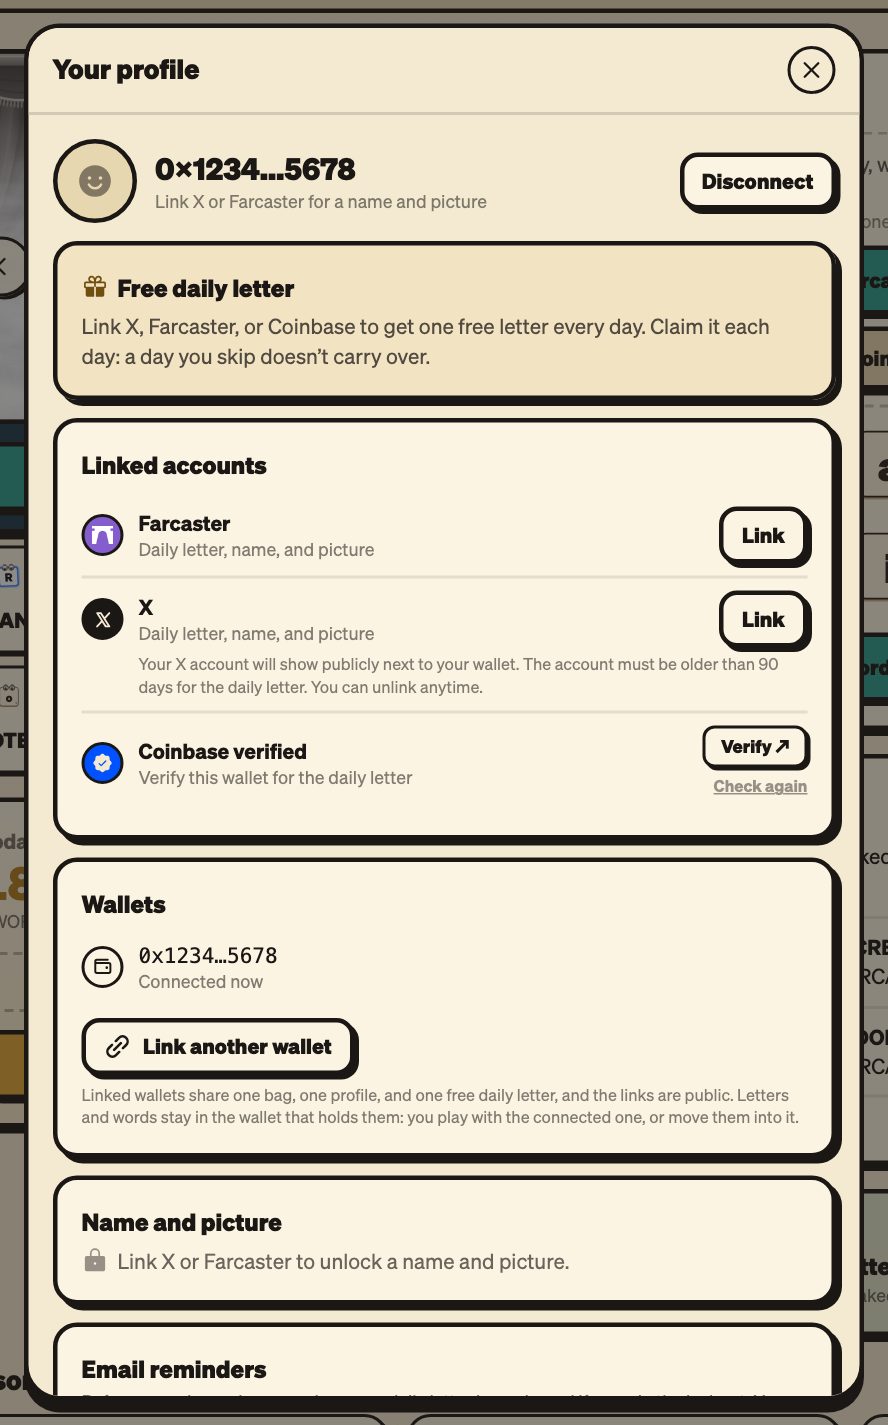 Your profile
0×1234…5678
Link X or Farcaster for a name and picture
Disconnect
Free daily letter
Link X, Farcaster, or Coinbase to get one free letter every day. Claim it each
day: a day you skip doesn’t carry over.
Linked accounts
Farcaster
Daily letter, name, and picture
Link
X
Daily letter, name, and picture
Link
Your X account will show publicly next to your wallet. The account must be older than 90
days for the daily letter. You can unlink anytime.
Coinbase verified
Verify this wallet for the daily letter
Verify ↗
Check again
Wallets
0x1234…5678
Connected now
Link another wallet
Linked wallets share one bag, one profile, and one free daily letter, and the links are public. Letters
and words stay in the wallet that holds them: you play with the connected one, or move them into it.
Name and picture
Link X or Farcaster to unlock a name and picture.
Email reminders